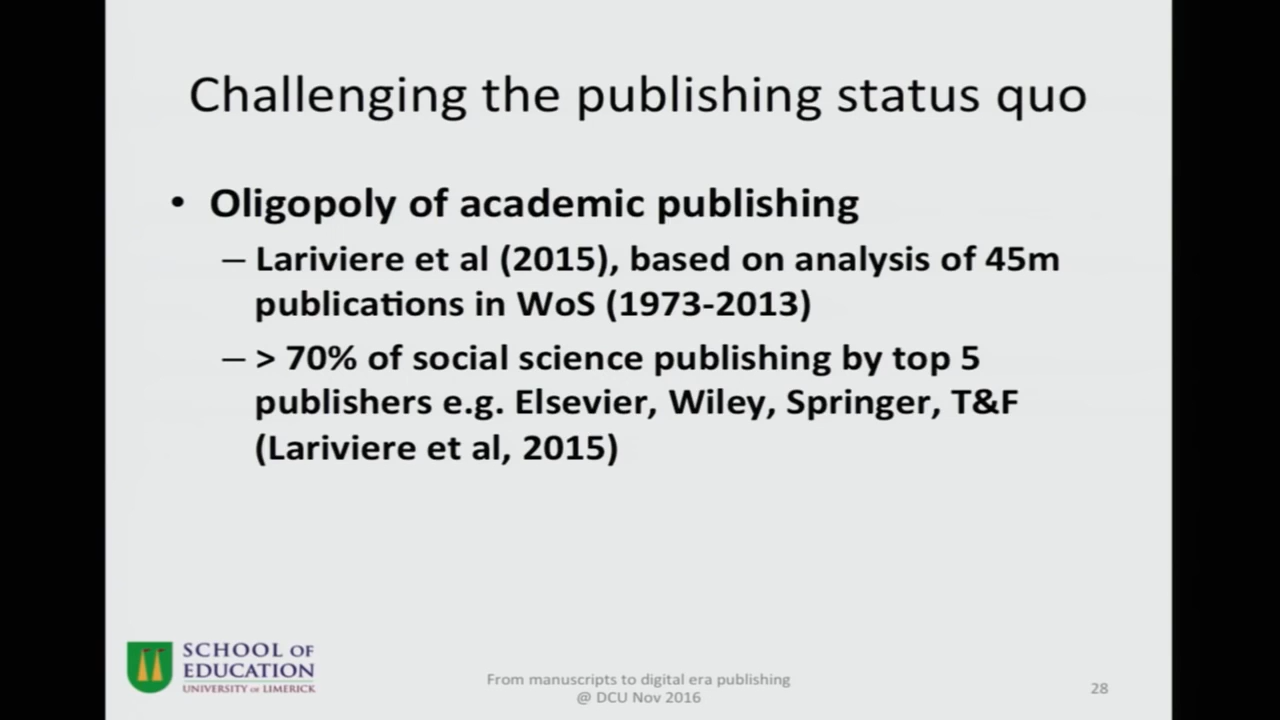 Challenging the publishing status quo
• Oligopoly of academic publishing
– Lariviere et al (2015), based on analysis of 45m
publications in WoS (1973-2013)
– > 70% of social science publishing by top 5
publishers e.g. Elsevier, Wiley, Springer, T&F
(Lariviere et al, 2015)
SCHOOL OF
EDUCATION
UNIVERSITY OF LIMERICK
From manuscripts to digital era publishing
@ DCU Nov 2016
28